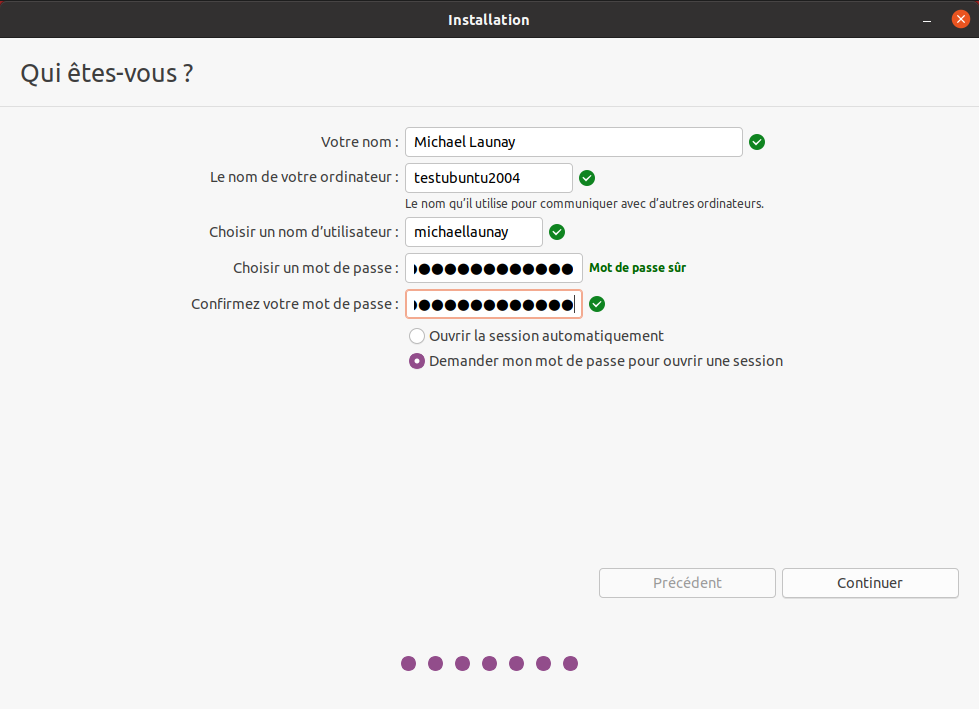 Installation
Qui êtes-vous ?
Votre nom : Michael Launay
Le nom de votre ordinateur : testubuntu2004
Le nom qu’il utilise pour communiquer avec d’autres ordinateurs.
Choisir un nom d’utilisateur : michaellaunay
Choisir un mot de passe : Mot de passe sûr
Confirmez votre mot de passe :
Ouvrir la session automatiquement
Demander mon mot de passe pour ouvrir une session
Précédent Continuer